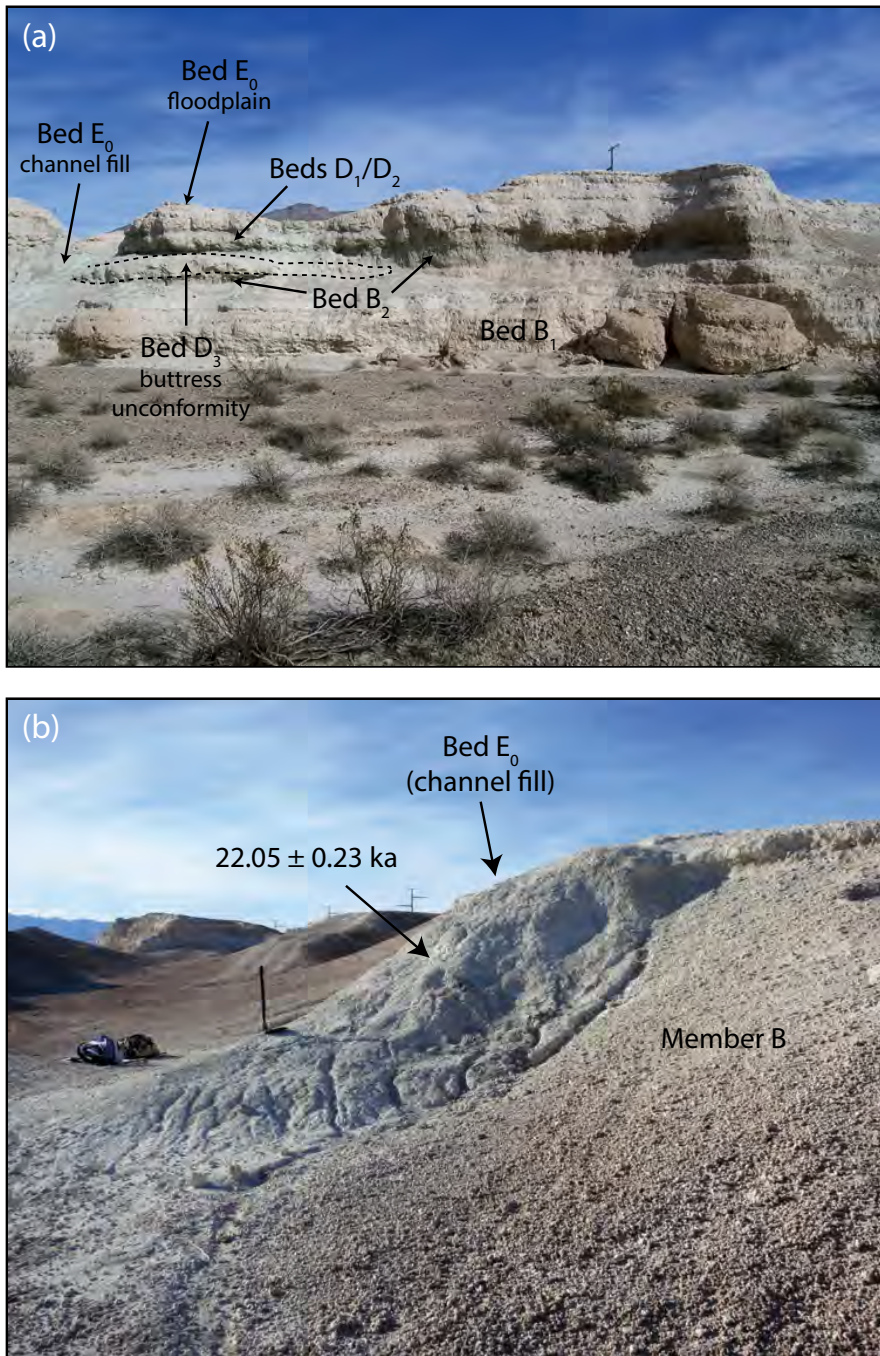 (a)
Bed E₀
floodplain
Bed E₀
channel fill
Beds D₁/D₂
Bed B₂
Bed B₁
Bed D₃
buttress
unconformity
(b)
Bed E₀
(channel fill)
22.05 ± 0.23 ka
Member B